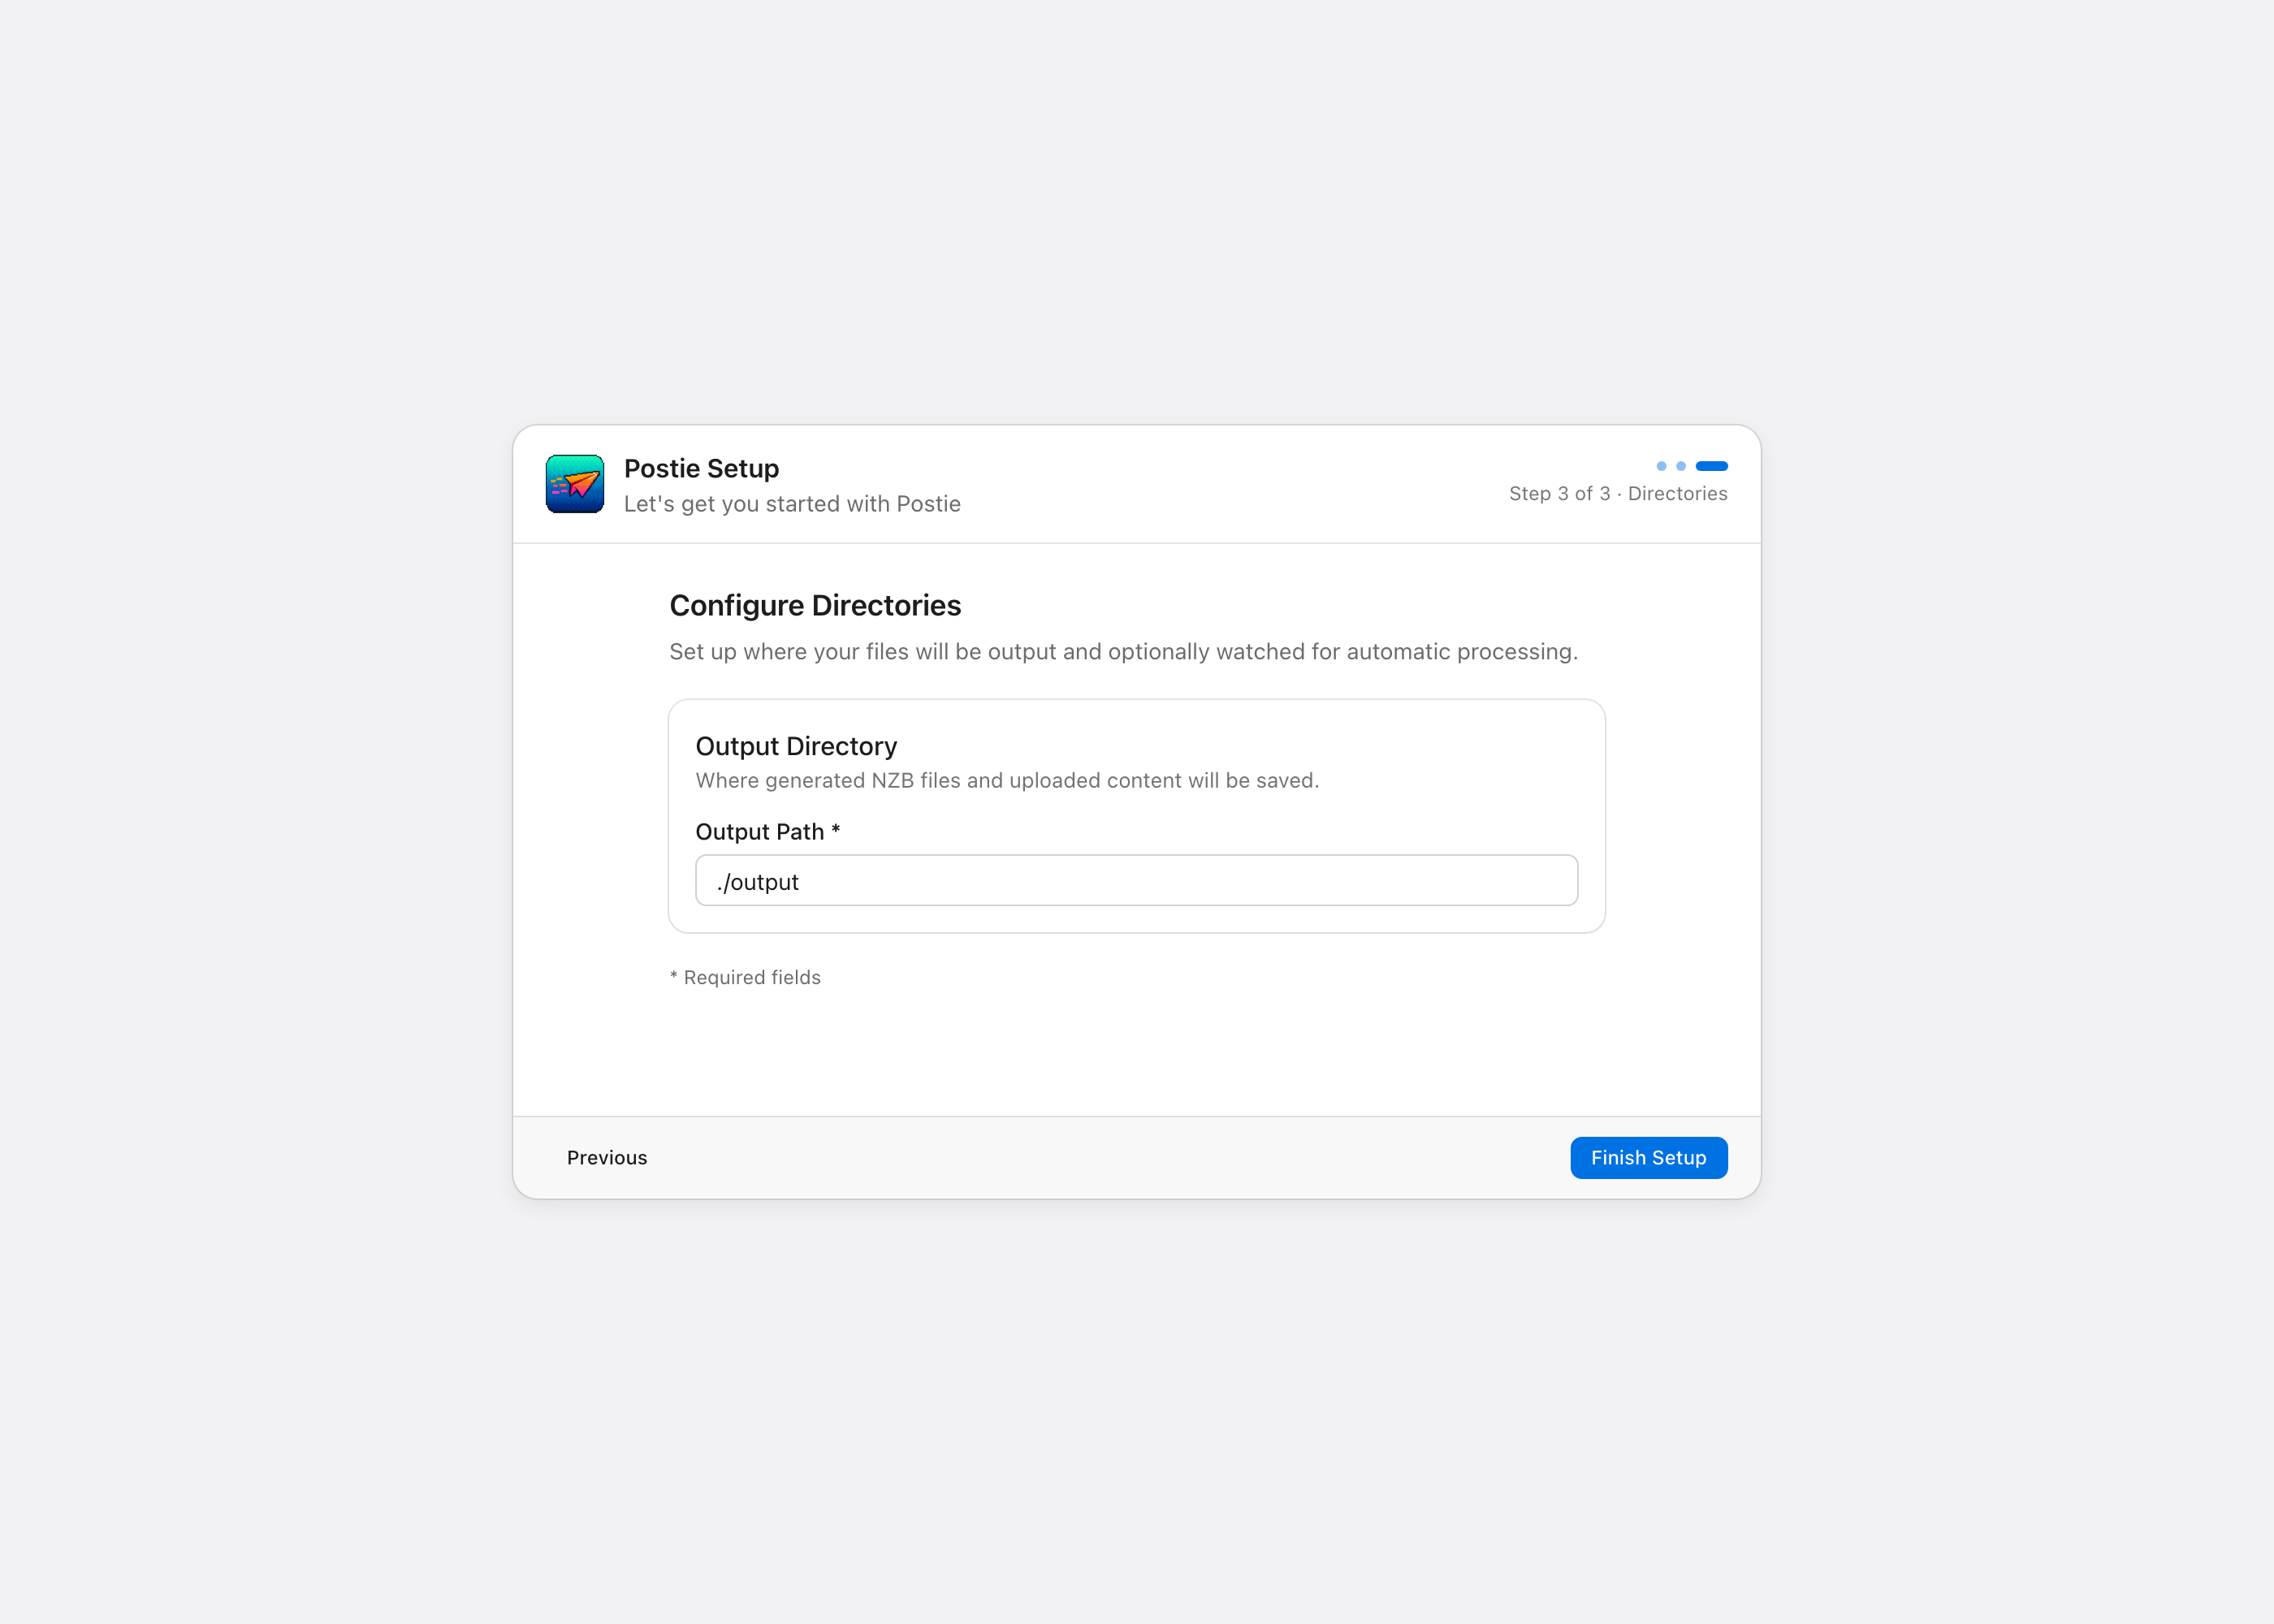 Postie Setup
Let's get you started with Postie
Step 3 of 3 · Directories
Configure Directories
Set up where your files will be output and optionally watched for automatic processing.
Output Directory
Where generated NZB files and uploaded content will be saved.
Output Path *
./output
* Required fields
Previous
Finish Setup